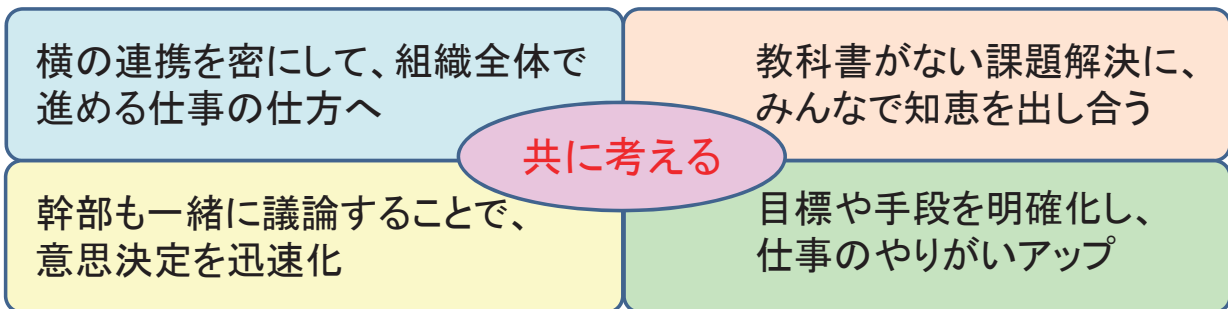 横の連携を密にして、組織全体で
進める仕事の仕方へ
教科書がない課題解決に、
みんなで知恵を出し合う
共に考える
幹部も一緒に議論することで、
意思決定を迅速化
目標や手段を明確化し、
仕事のやりがいアップ